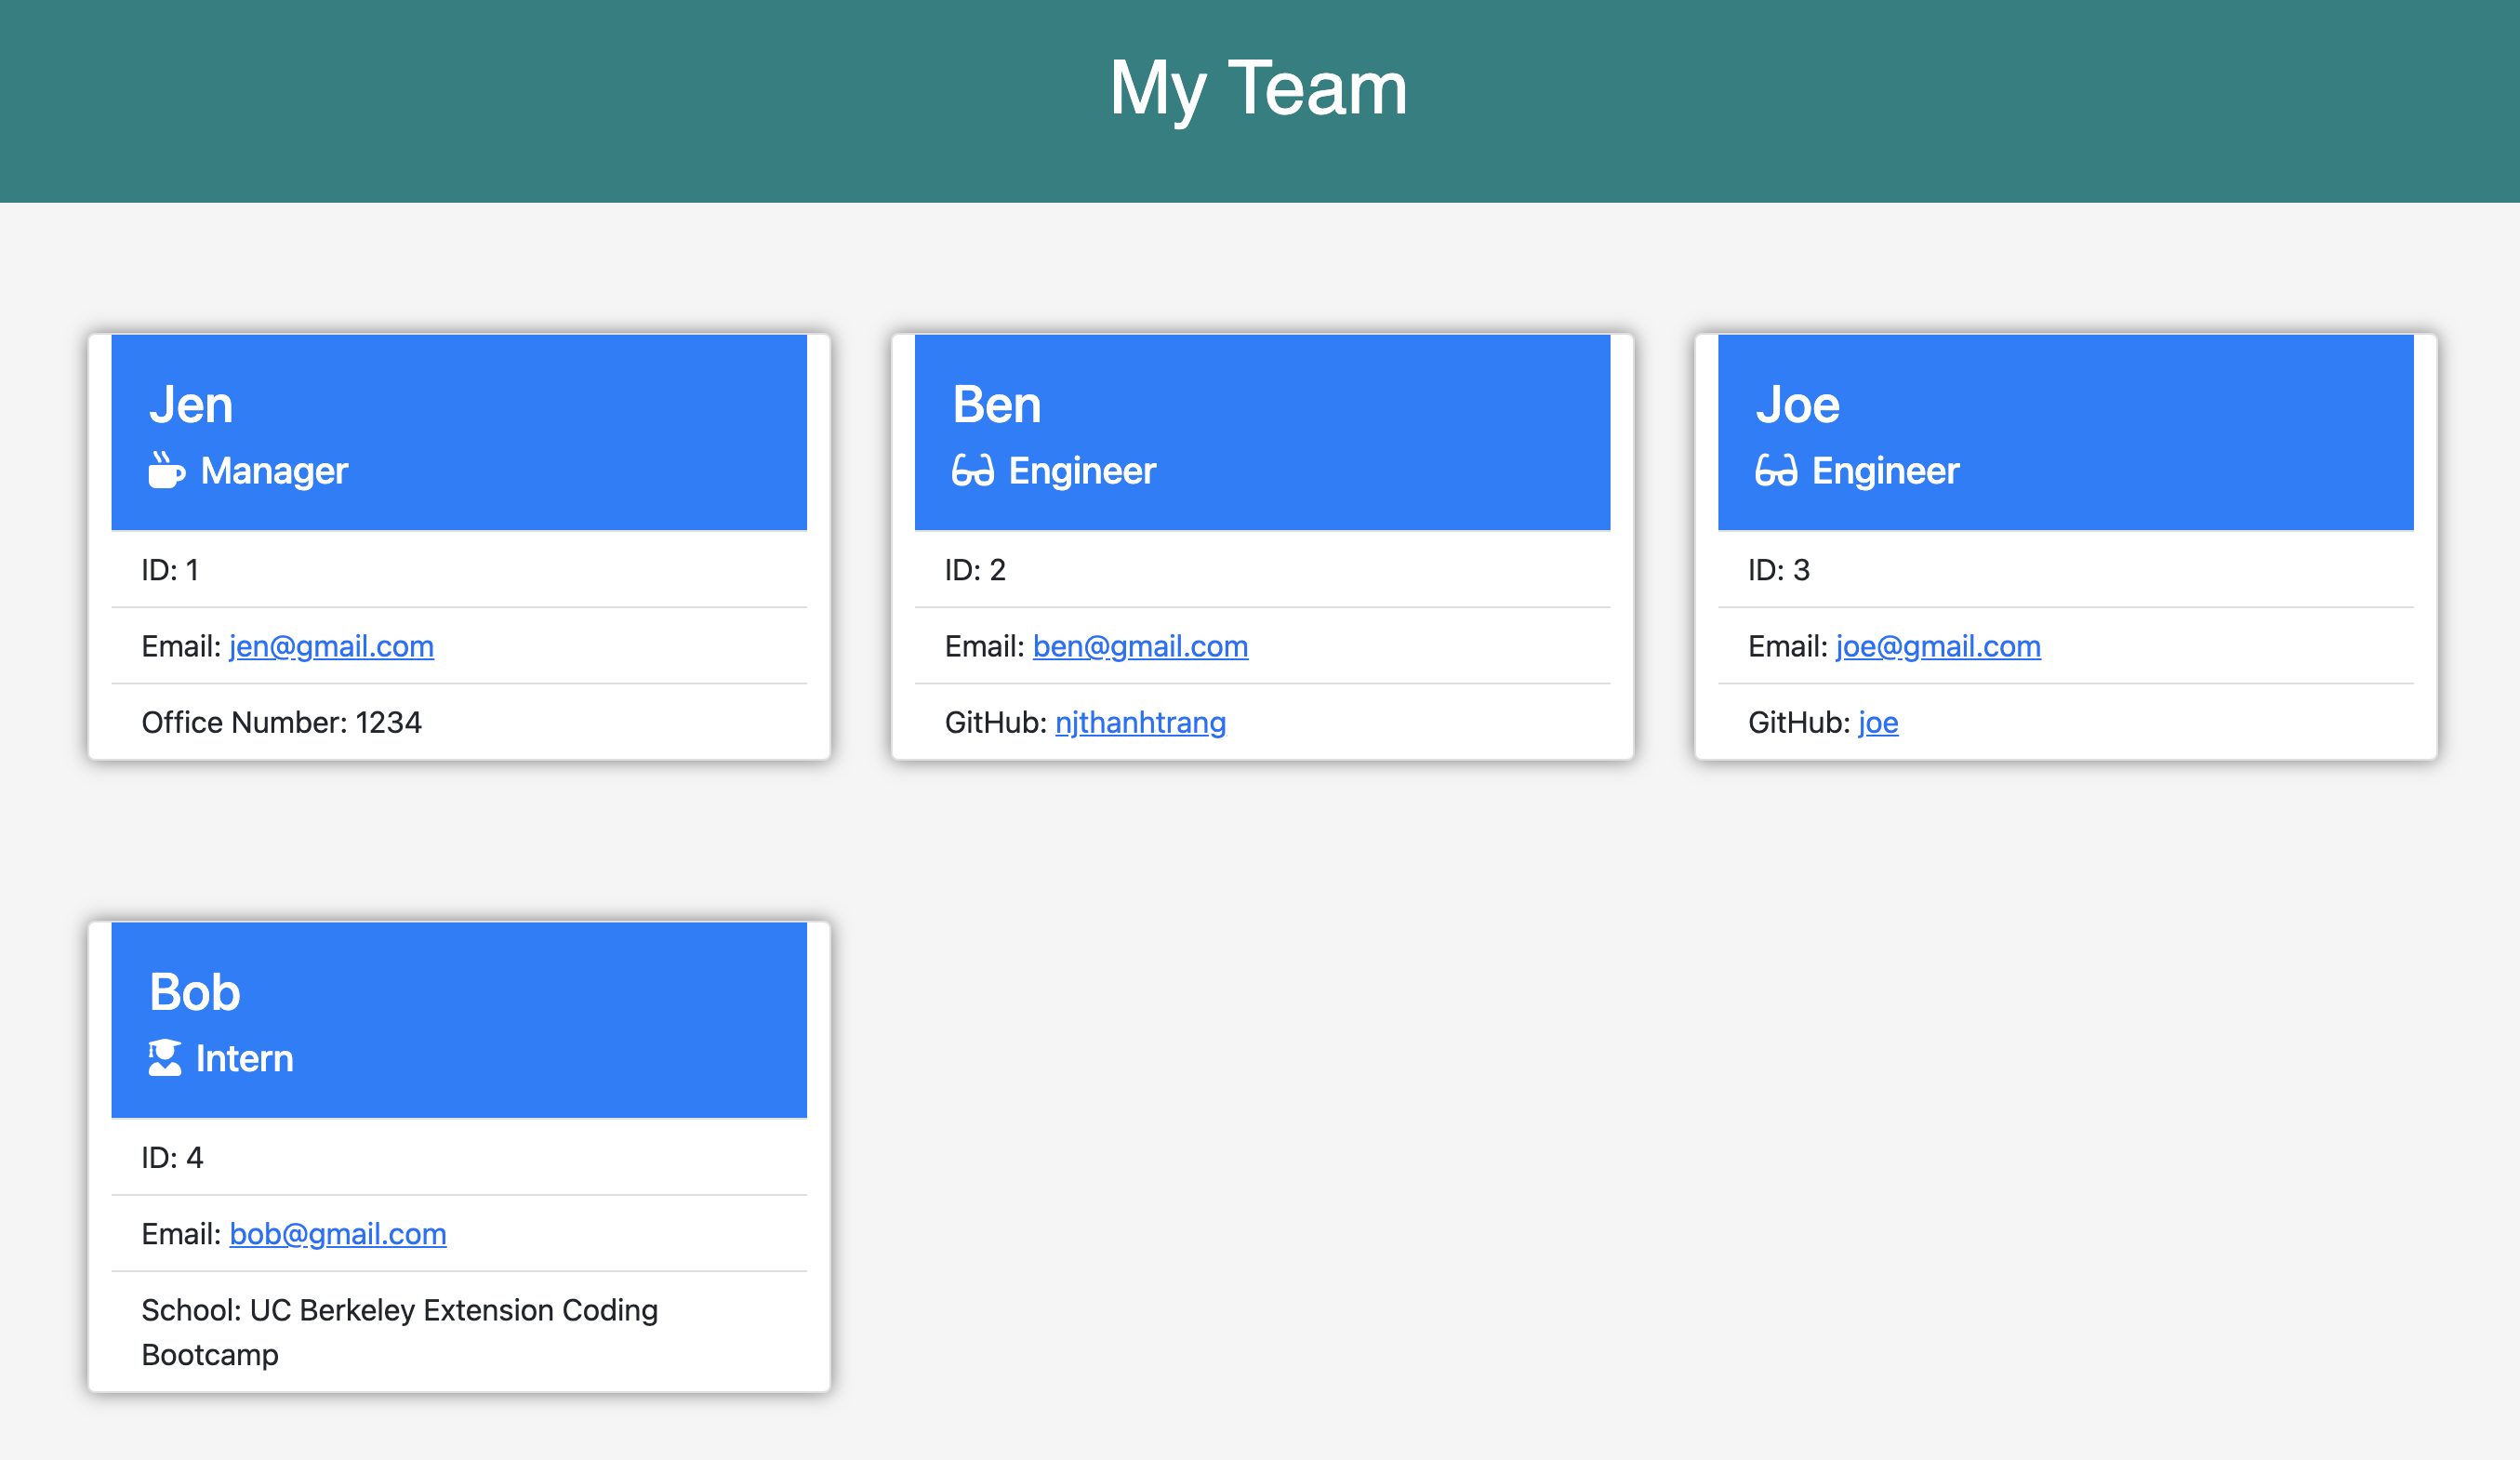 My Team
Jen
Manager
ID: 1
Email: jen@gmail.com
Office Number: 1234
Ben
Engineer
ID: 2
Email: ben@gmail.com
GitHub: njthanhtrang
Joe
Engineer
ID: 3
Email: joe@gmail.com
GitHub: joe
Bob
Intern
ID: 4
Email: bob@gmail.com
School: UC Berkeley Extension Coding
Bootcamp